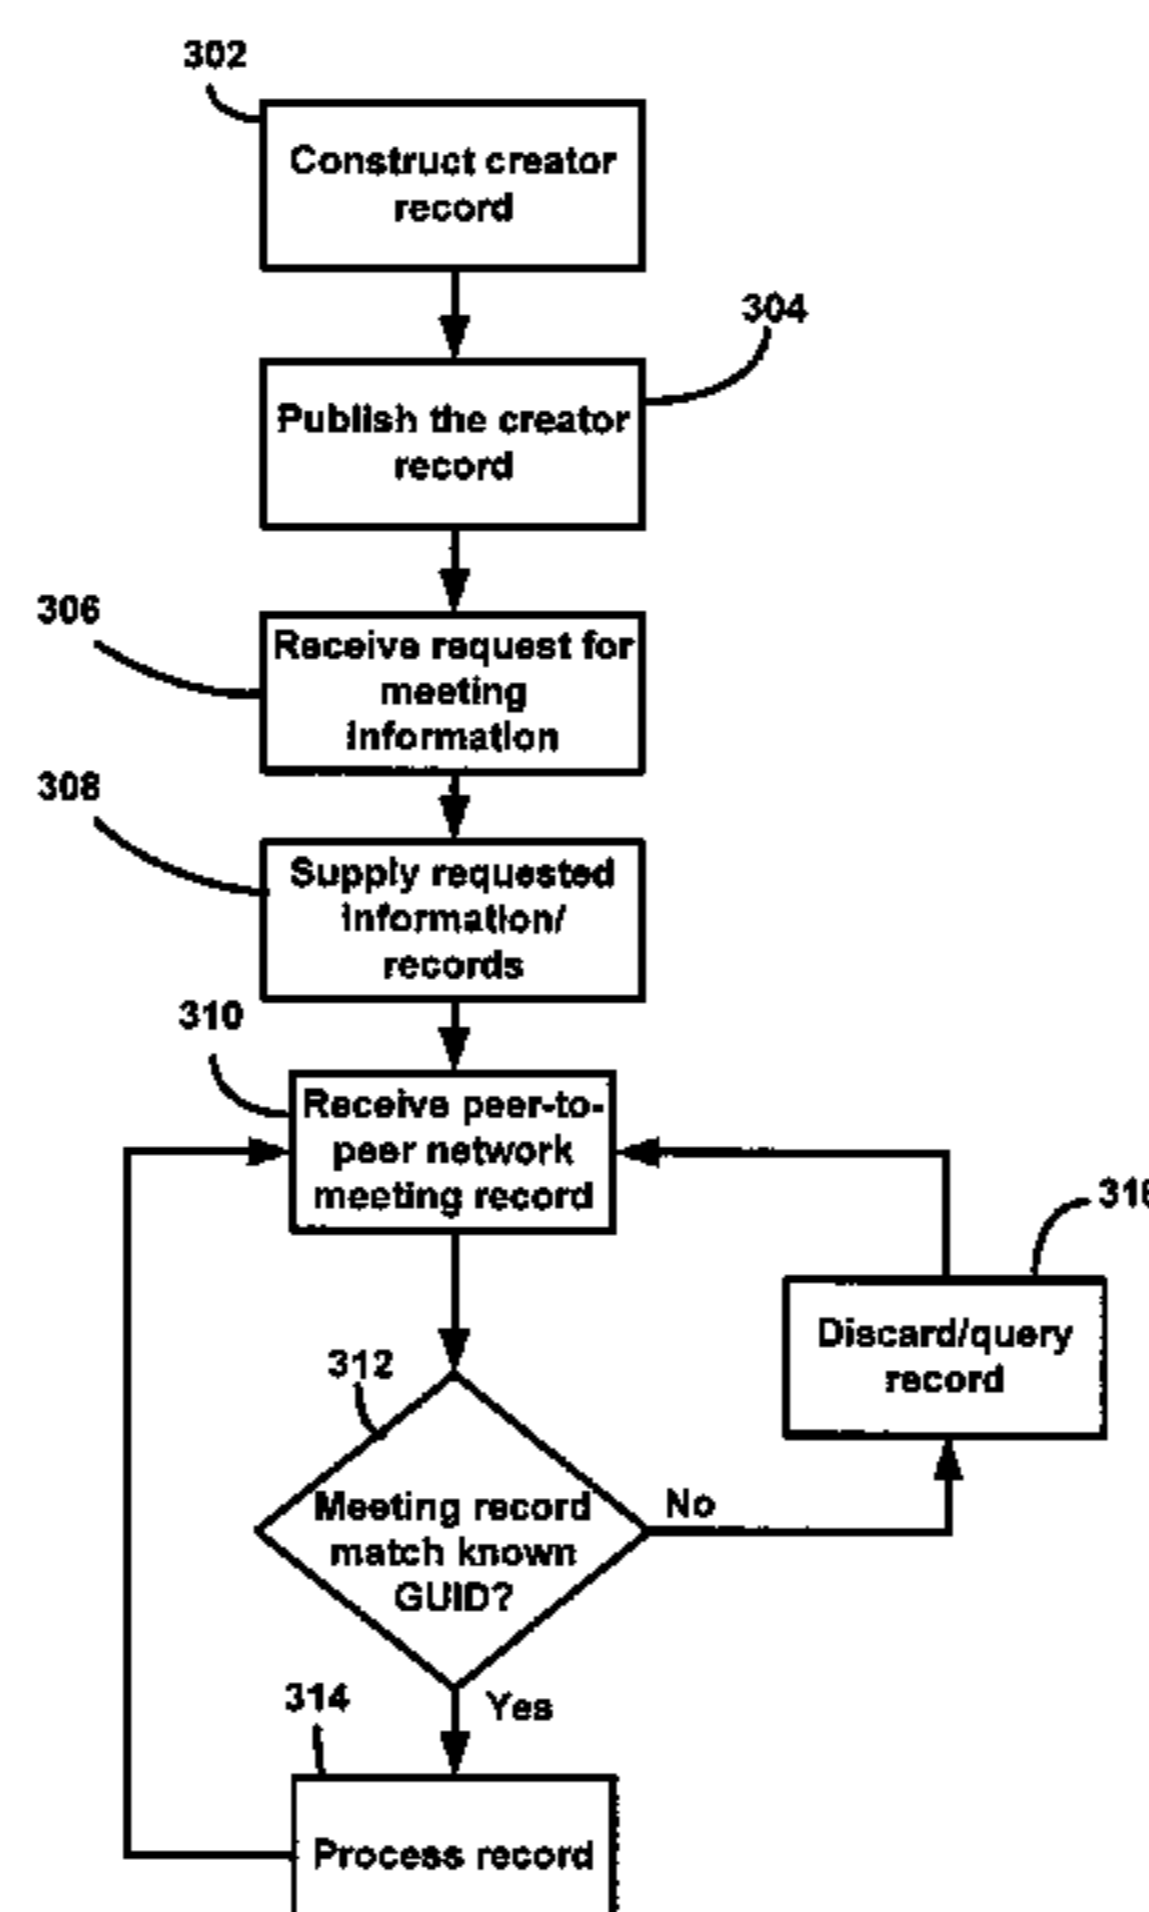 302
Construct creator
record
304
Publish the creator
record
306
Receive request for
meeting
information
308
Supply requested
information/
records
310
Receive peer-to-
peer network
meeting record
Discard/query
record
312
Meeting record
match known
GUID?
No
314
Yes
Process record